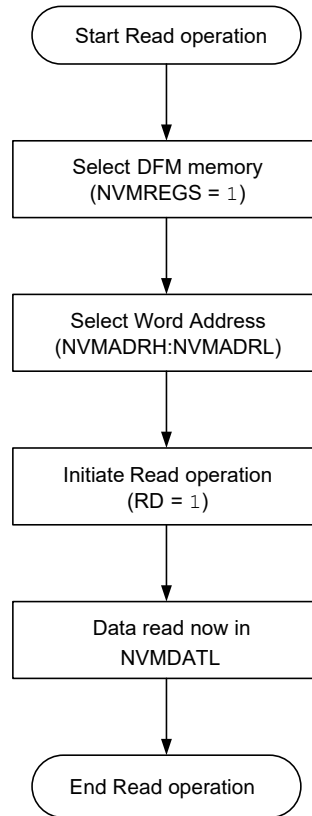 Start Read operation
Select DFM memory
(NVMREGS = 1)
Select Word Address
(NVMADRH:NVMADRL)
Initiate Read operation
(RD = 1)
Data read now in
NVMDATL
End Read operation